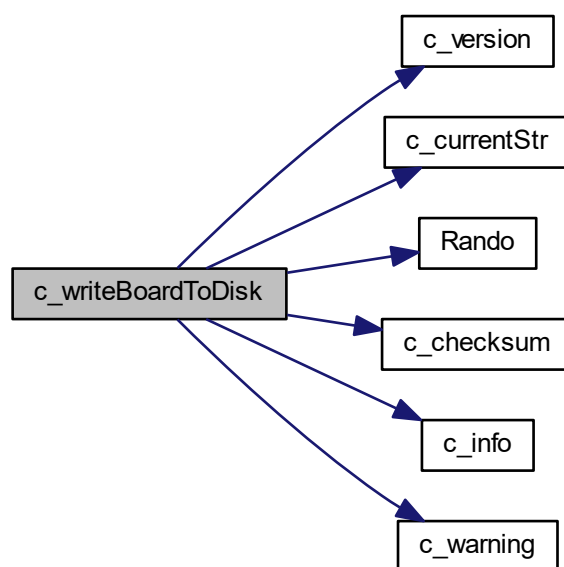 c_version
c_currentStr
Rando
c_writeBoardToDisk
c_checksum
c_info
c_warning